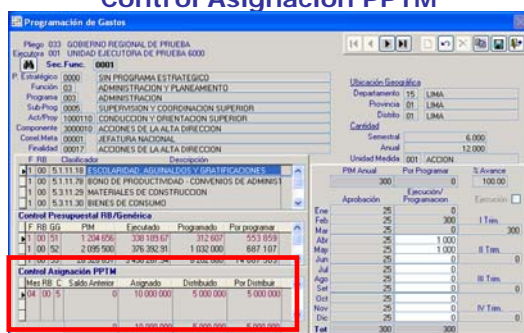 Control Asignación PPTM
Programación de Gastos
Pliego 033 GOBIERNO REGIONAL DE PRUEBA
Ejecutora 001 UNIDAD EJECUTORA DE PRUEBA 6000
Sec.Func. 0001
P. Estratégico 0000 SIN PROGRAMA ESTRATEGICO
Función 03 ADMINISTRACION Y PLANEAMIENTO
Programa 003 ADMINISTRACION
Sub-Prog 0005 SUPERVISION Y COORDINACION SUPERIOR
Act/Proy 1000110 CONDUCCION Y ORIENTACION SUPERIOR
Componente 3000010 ACCIONES DE LA ALTA DIRECCION
Correl.Meta 00001 JEFATURA NACIONAL
Finalidad 00017 ACCIONES DE LA ALTA DIRECCION
Ubicación Geográfica
Departamento 15 LIMA
Provincia 01 LIMA
Distrito 01 LIMA
Cantidad
Semestral 6.000
Anual 12.000
Unidad Medida 001 ACCION
F RB Clasificador Descripción
1 00 5.1.11.18 ESCOLARIDAD, AGUINALDOS Y GRATIFICACIONES
1 00 5.1.11.78 BONO DE PRODUCTIVIDAD - CONVENIOS DE ADMINIST
1 00 5.3.11.29 MATERIALES DE CONSTRUCCION
1 00 5.3.11.30 BIENES DE CONSUMO
Control Presupuestal RB/Genérica
F RB GG PIM Ejecutado Programado Por programar
1 00 51 1 204 656 338 189.67 312 607 553 859
1 00 52 2 095 500 376 392.91 1 032 000 687 107
Control Asignación PPTM
Mes RB C Saldo Anterior Asignado Distribuido Por Distribuir
04 00 5 0 10 000 000 5 000 000 5 000 000
0 10 000 000 5 000 000 5 000 000
PIM Anual Por Programar % Avance
300 0 100.00
Aprobación Ejecución/Programacion Ejecución
Ene 25 0
Feb 25 300 I Trim.
Mar 25 0 300
Abr 25 1 000
May 25 1 000 II Trim.
Jun 25 0 0
Jul 25 0
Ago 25 0 III Trim.
Set 25 0 0
Oct 25 0
Nov 25 0 IV Trim.
Dic 25 0 0
Tot 300 300